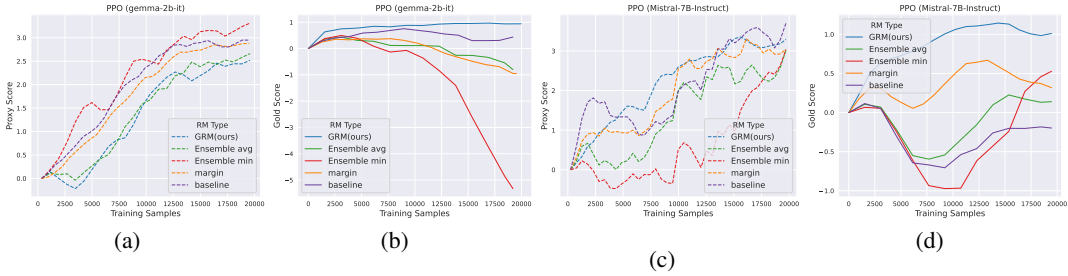 PPO (gemma-2b-it)
Proxy Score
3.0
2.5
2.0
1.5
1.0
0.5
0.0
RM Type
GRM(ours)
Ensemble avg
Ensemble min
margin
baseline
0 2500 5000 7500 10000 12500 15000 17500 20000
Training Samples
(a)
PPO (gemma-2b-it)
Gold Score
1
0
−1
−2
−3
−4
−5
RM Type
GRM(ours)
Ensemble avg
Ensemble min
margin
baseline
0 2500 5000 7500 10000 12500 15000 17500 20000
Training Samples
(b)
PPO (Mistral-7B-Instruct)
Proxy Score
3
2
1
0
RM Type
GRM(ours)
Ensemble avg
Ensemble min
margin
baseline
0 2500 5000 7500 10000 12500 15000 17500 20000
Training Samples
(c)
PPO (Mistral-7B-Instruct)
Gold Score
1.0
0.5
0.0
−0.5
−1.0
RM Type
GRM(ours)
Ensemble avg
Ensemble min
margin
baseline
0 2500 5000 7500 10000 12500 15000 17500 20000
Training Samples
(d)